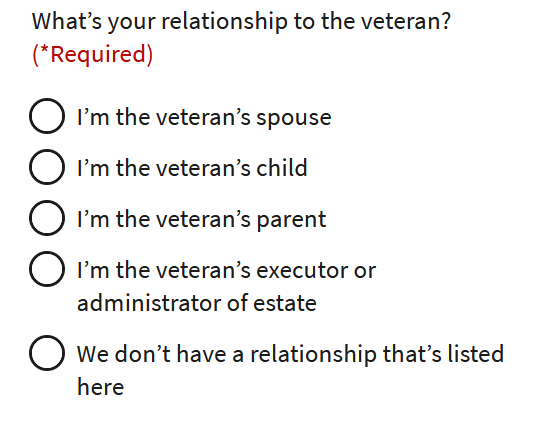 What’s your relationship to the veteran?
(*Required)
I’m the veteran’s spouse
I’m the veteran’s child
I’m the veteran’s parent
I’m the veteran’s executor or
administrator of estate
We don’t have a relationship that’s listed
here